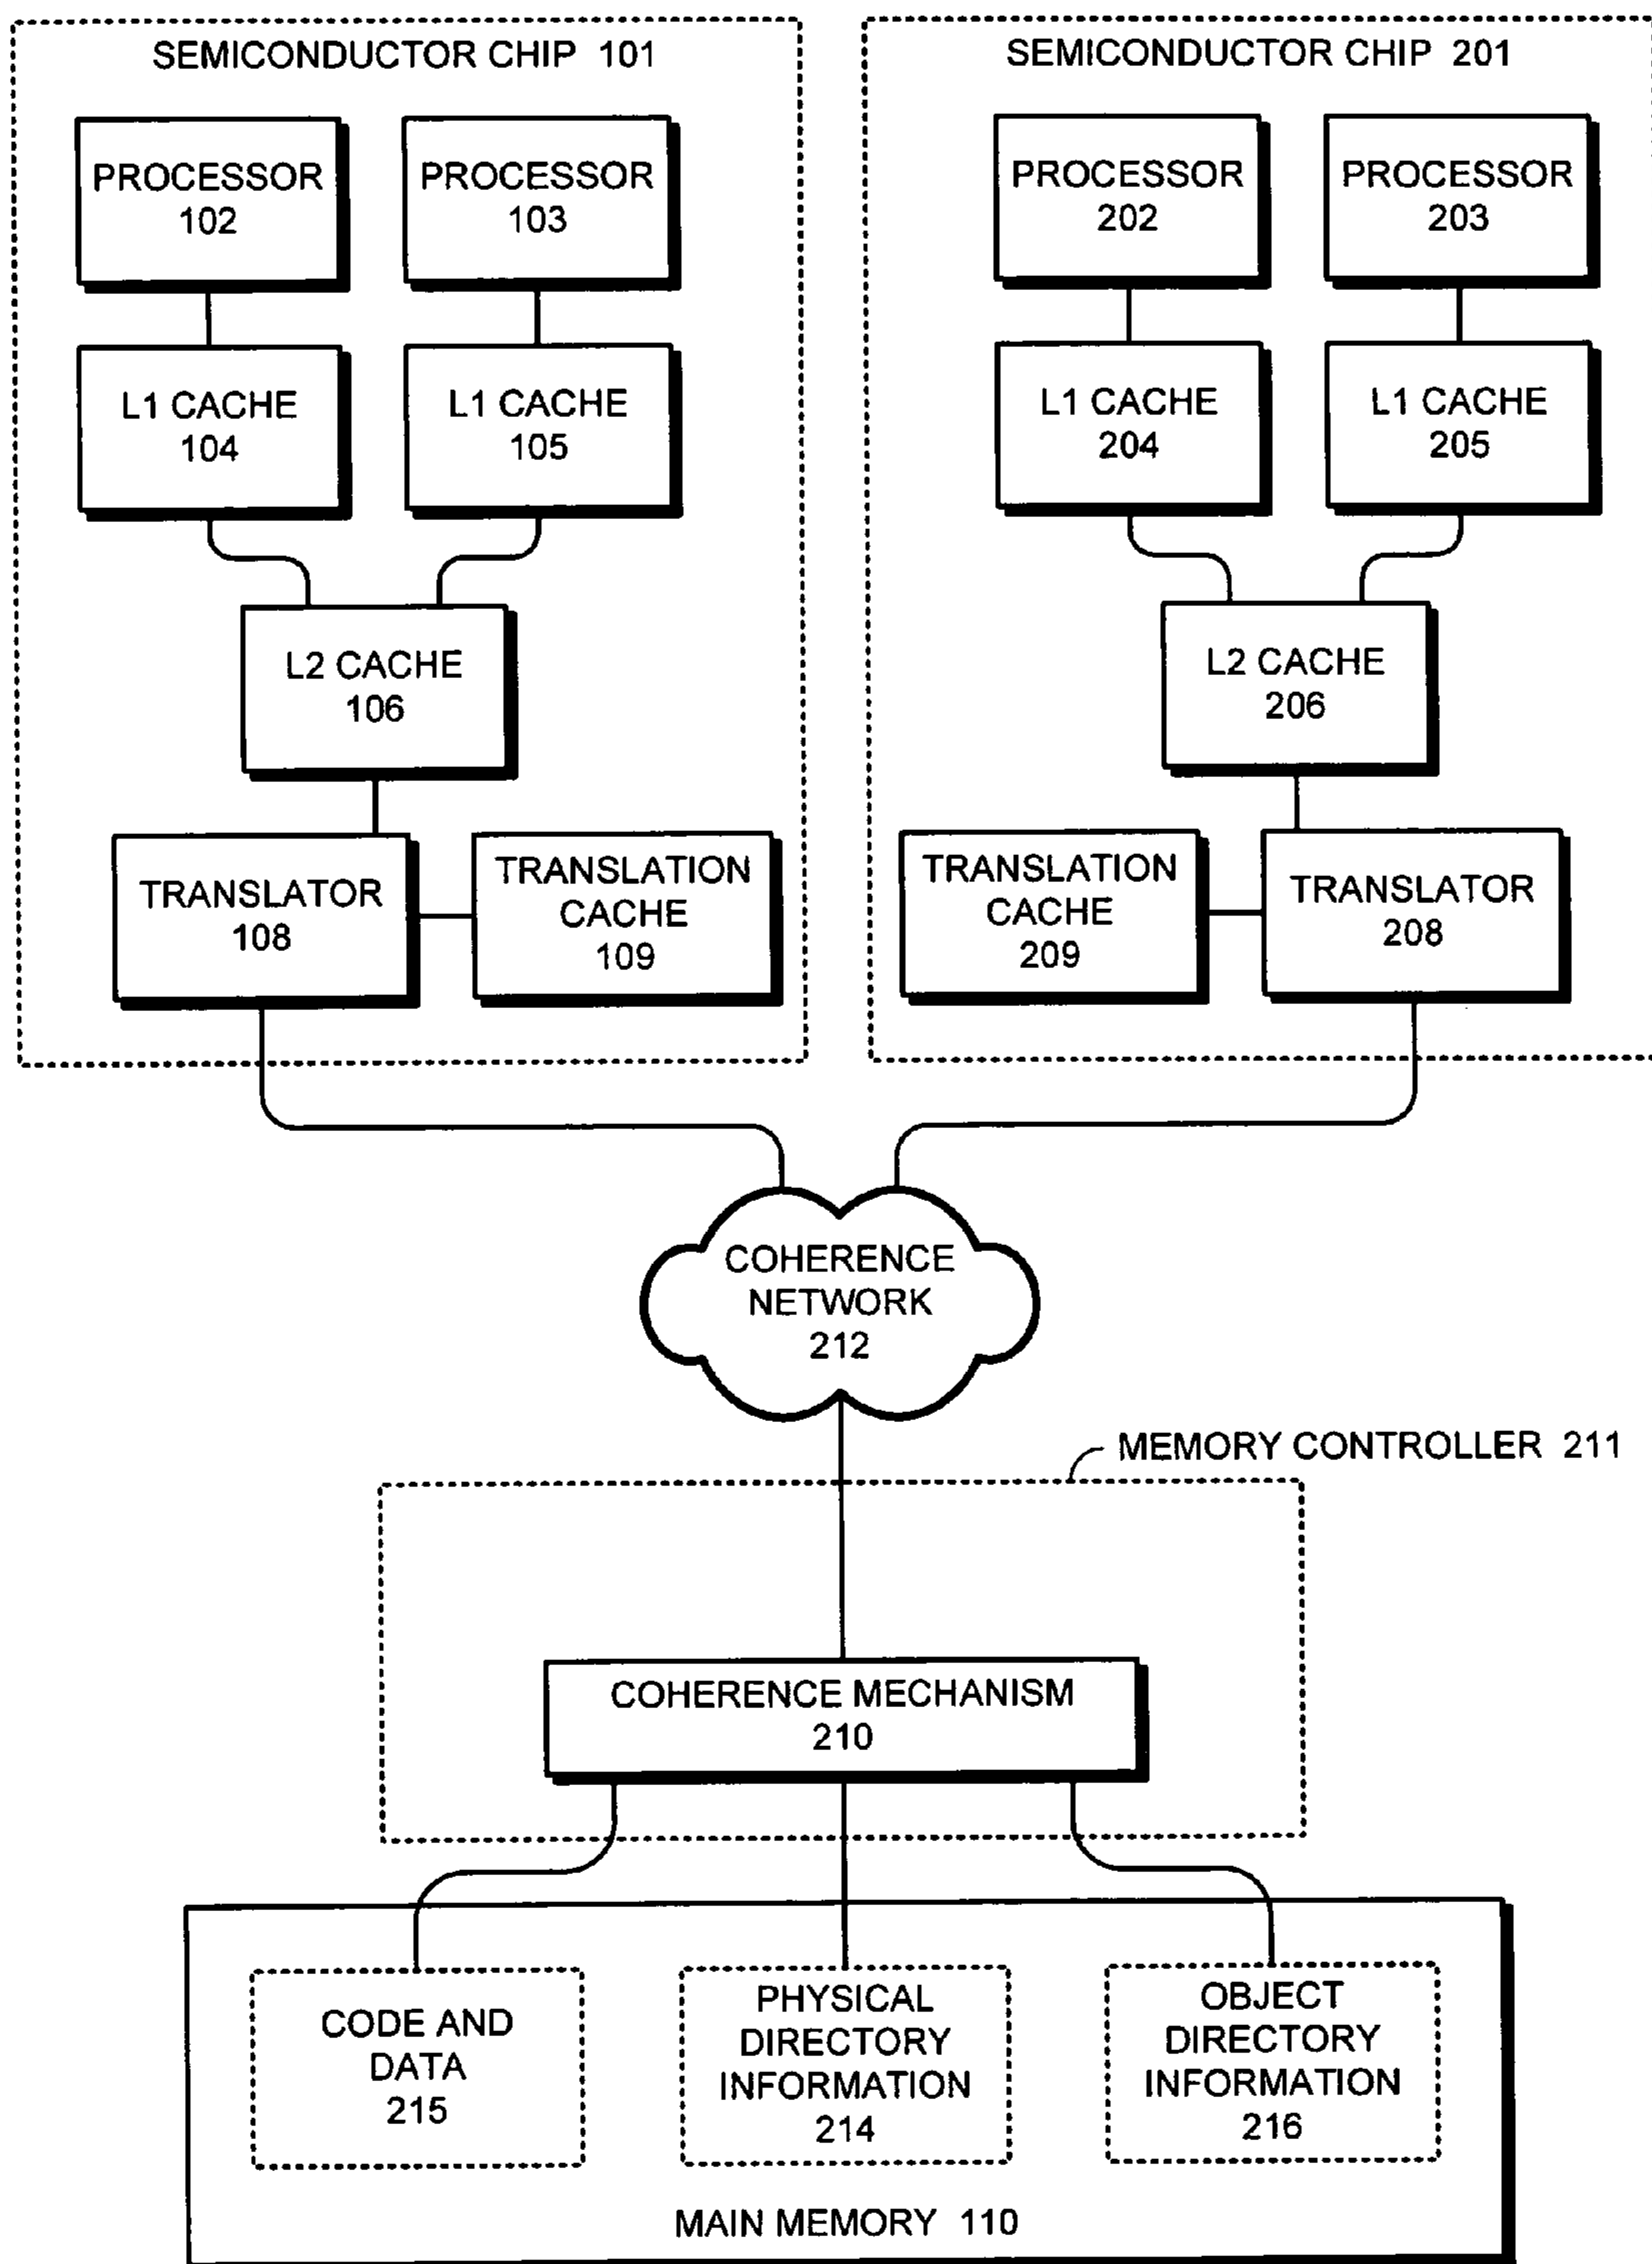 SEMICONDUCTOR CHIP 101
SEMICONDUCTOR CHIP 201
PROCESSOR
102
PROCESSOR
103
PROCESSOR
202
PROCESSOR
203
L1 CACHE
104
L1 CACHE
105
L1 CACHE
204
L1 CACHE
205
L2 CACHE
106
L2 CACHE
206
TRANSLATOR
108
TRANSLATION
CACHE
109
TRANSLATION
CACHE
209
TRANSLATOR
208
COHERENCE
NETWORK
212
MEMORY CONTROLLER 211
COHERENCE MECHANISM
210
CODE AND
DATA
215
PHYSICAL
DIRECTORY
INFORMATION
214
OBJECT
DIRECTORY
INFORMATION
216
MAIN MEMORY 110